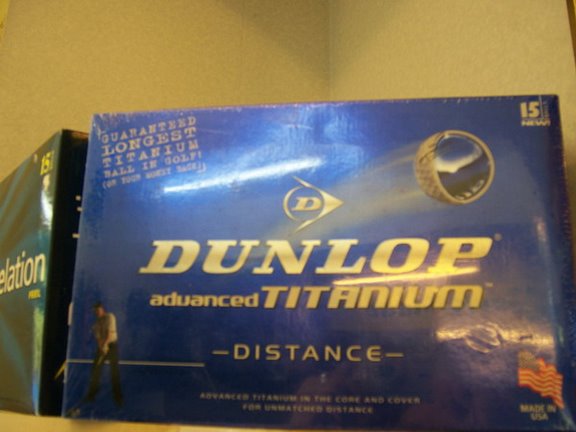 GUARANTEED
LONGEST
TITANIUM
BALL IN GOLF!
(OR YOUR MONEY BACK!)
15
NEW!
D
DUNLOP
advanced TITANIUM
DISTANCE
ADVANCED TITANIUM IN THE CORE AND COVER
FOR UNMATCHED DISTANCE
MADE IN
USA
15
elation